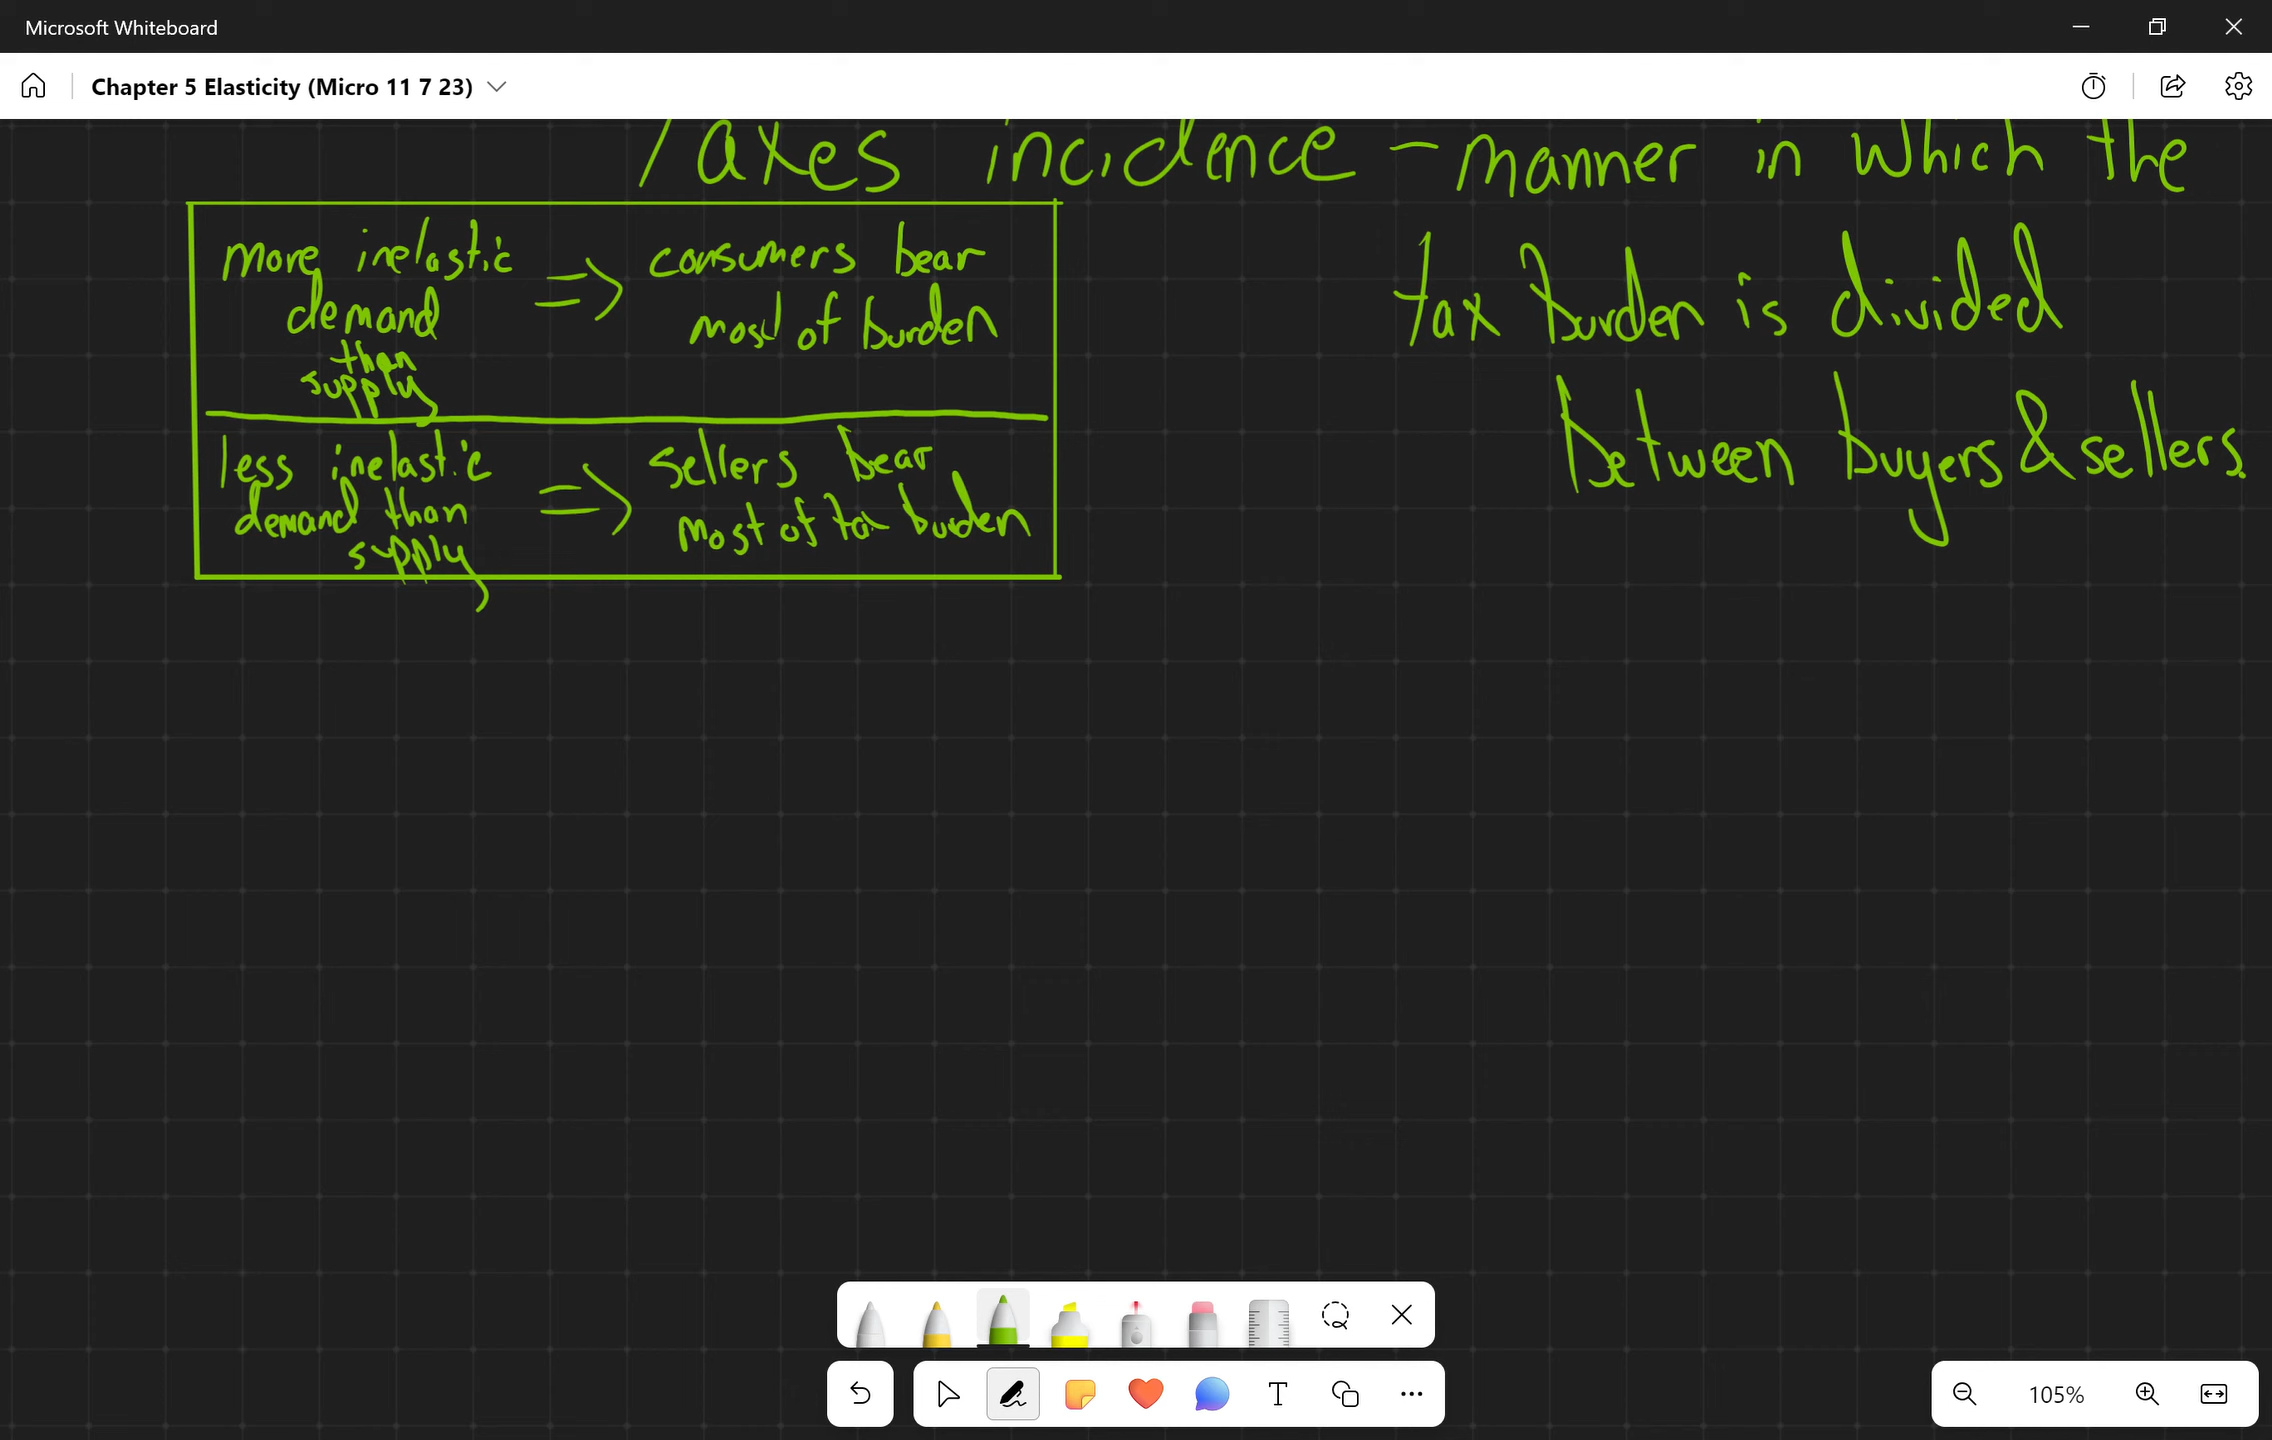 Microsoft Whiteboard
Chapter 5 Elasticity (Micro 11 7 23)
Taxes incidence - manner in which the
tax burden is divided
between buyers & sellers.
more inelastic
demand
than
supply
=> consumers bear
most of burden
less inelastic
demand than
supply
=> sellers bear
most of tax burden
T
105%